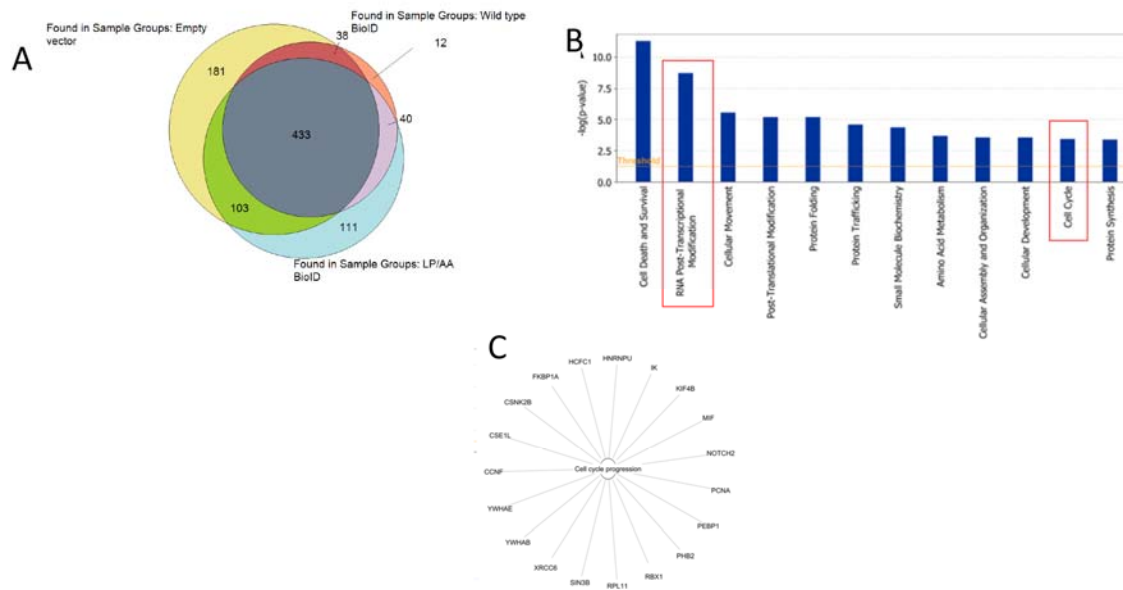 A
Found in Sample Groups: Empty
vector
Found in Sample Groups: Wild type
BioID
38
12
181
40
433
103
111
Found in Sample Groups: LP/AA
BioID
B
-log(p-value)
10.0
7.5
5.0
2.5
0.0
Threshold
Cell Death and Survival
RNA Post-Transcriptional
Modification
Cellular Movement
Post-Translational Modification
Protein Folding
Protein Trafficking
Small Molecule Biochemistry
Amino Acid Metabolism
Cellular Assembly and Organization
Cellular Development
Cell Cycle
Protein Synthesis
C
HNRNPU
HCFC1
IK
FKBP1A
KIF4B
CSNK2B
MIF
CSE1L
NOTCH2
CCNF
Cell cycle progression
PCNA
YWHAE
PEBP1
YWHAB
PHB2
XRCC6
RBX1
SIN3B
RPL11